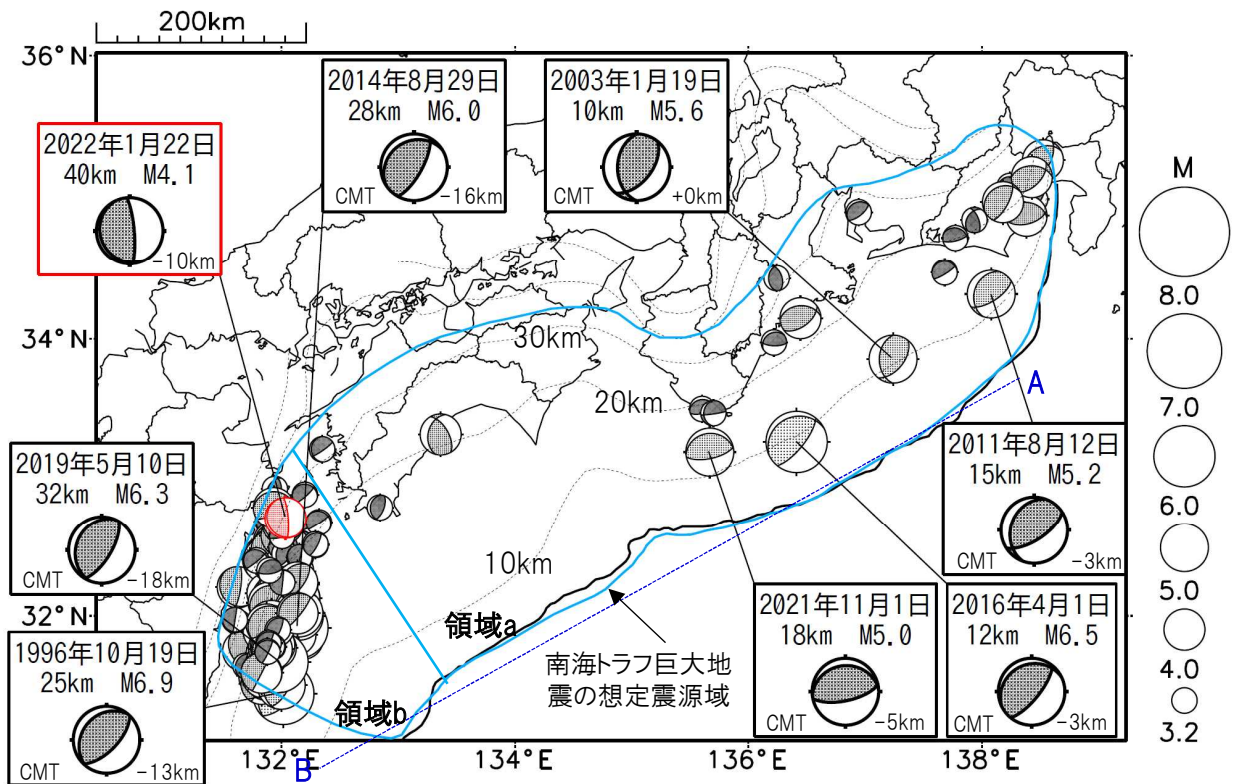 200km
36°N
34°N
32°N
132°E
134°E
136°E
138°E
2014年8月29日
28km M6.0
CMT
-16km
2003年1月19日
10km M5.6
CMT
+0km
2022年1月22日
40km M4.1
-10km
2019年5月10日
32km M6.3
CMT
-18km
1996年10月19日
25km M6.9
CMT
-13km
30km
20km
10km
A
B
領域a
領域b
南海トラフ巨大地
震の想定震源域
2011年8月12日
15km M5.2
CMT
-3km
2021年11月1日
18km M5.0
CMT
-5km
2016年4月1日
12km M6.5
CMT
-3km
M
8.0
7.0
6.0
5.0
4.0
3.2